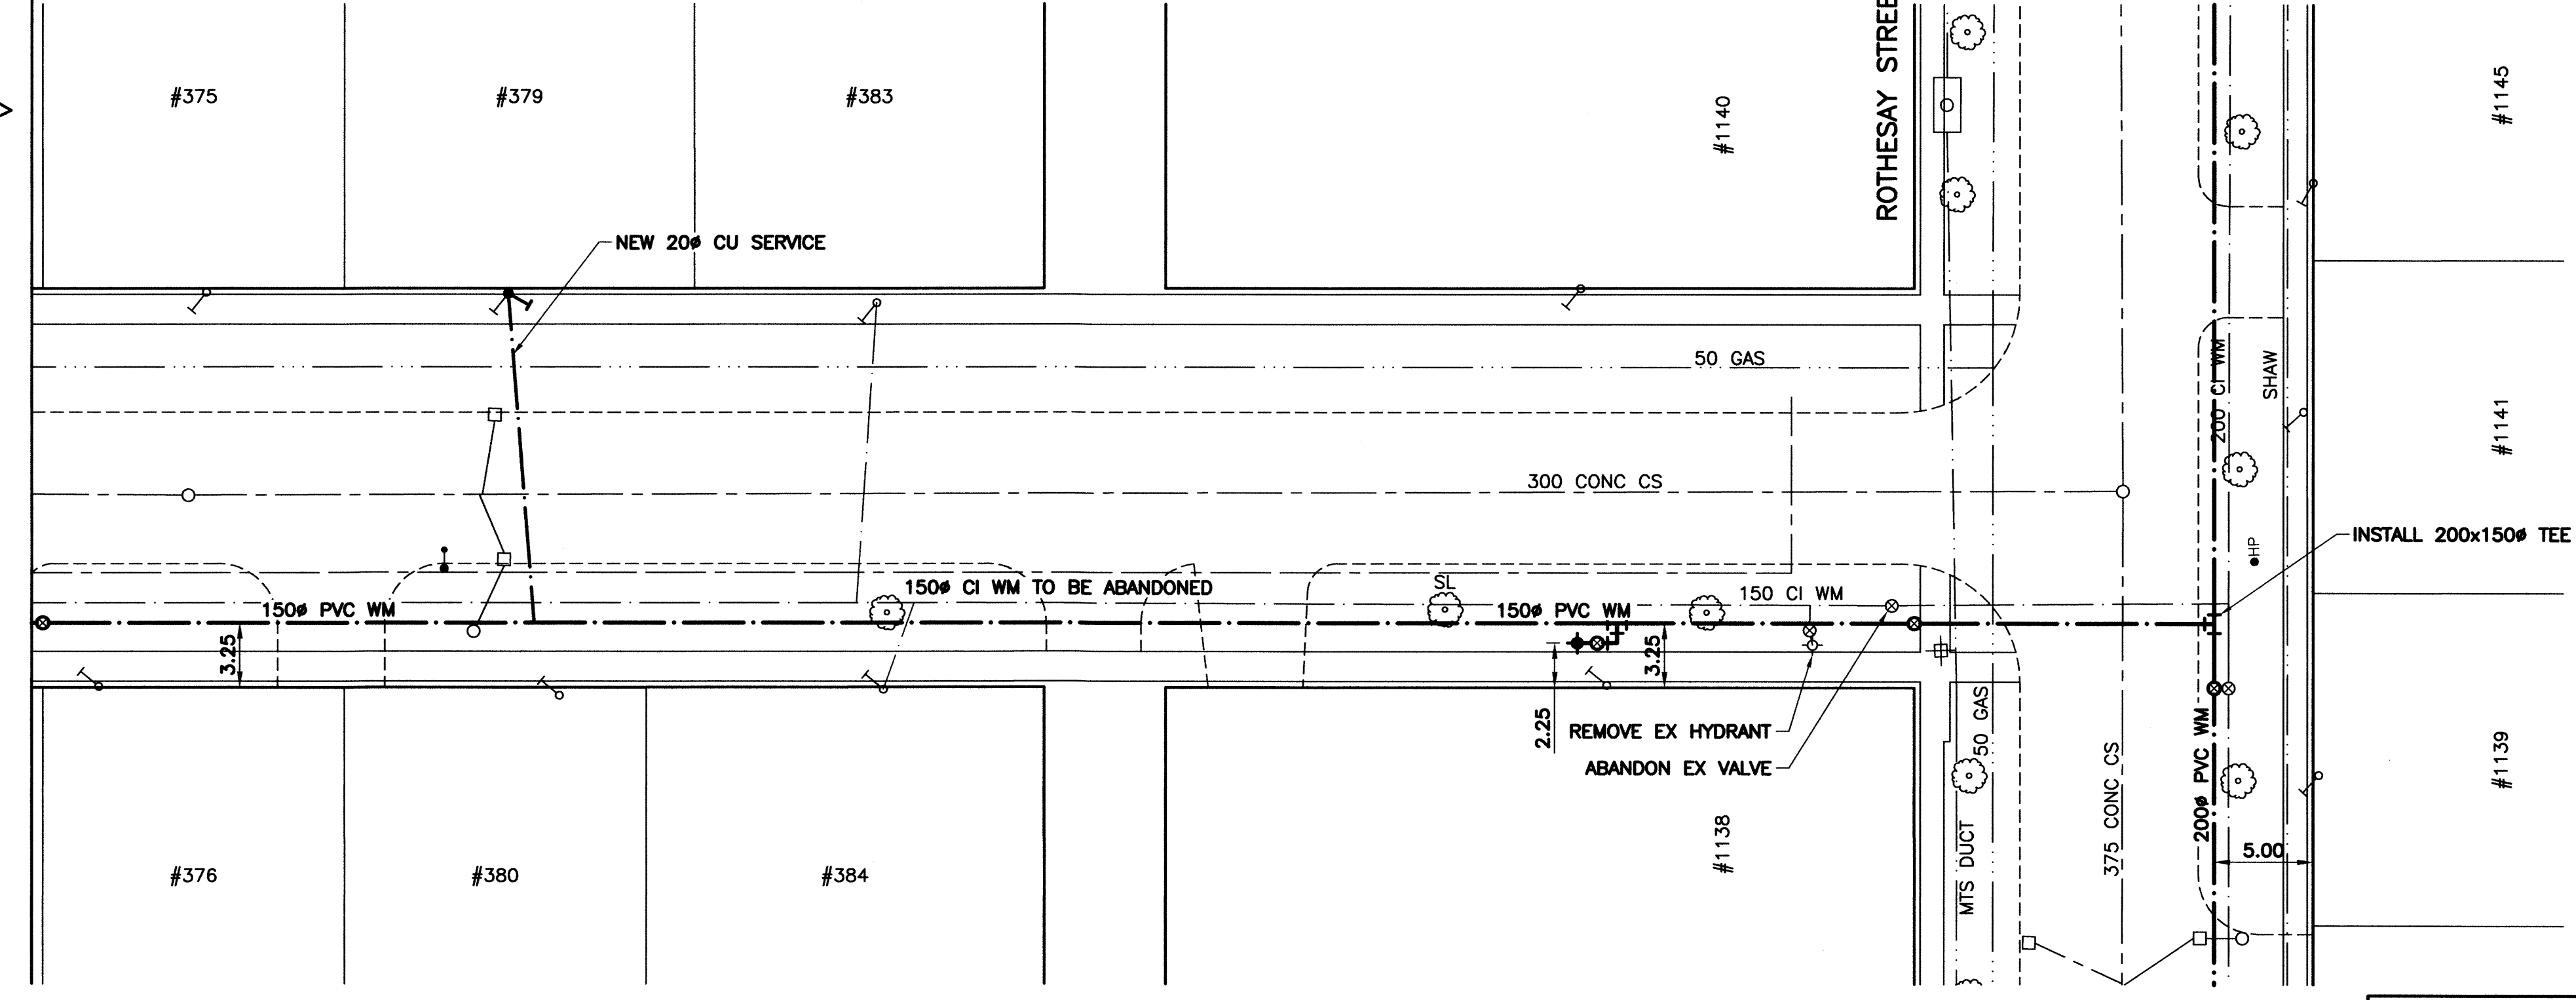 #375
#379
#383
#1140
ROTHESAY STREE
#1145
NEW 20ø CU SERVICE
50 GAS
200 CI WM
SHAW
#1141
300 CONC CS
INSTALL 200x150ø TEE
HP
150ø PVC WM
150ø CI WM TO BE ABANDONED
SL
150ø PVC WM
150 CI WM
3.25
3.25
2.25
REMOVE EX HYDRANT
ABANDON EX VALVE
50 GAS
MTS DUCT
375 CONC CS
200ø PVC WM
#1139
5.00
#376
#380
#384
#1138